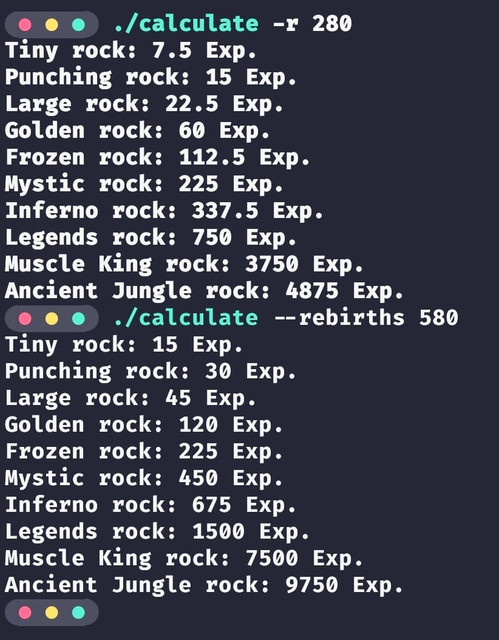 ./calculate -r 280
Tiny rock: 7.5 Exp.
Punching rock: 15 Exp.
Large rock: 22.5 Exp.
Golden rock: 60 Exp.
Frozen rock: 112.5 Exp.
Mystic rock: 225 Exp.
Inferno rock: 337.5 Exp.
Legends rock: 750 Exp.
Muscle King rock: 3750 Exp.
Ancient Jungle rock: 4875 Exp.
./calculate --rebirths 580
Tiny rock: 15 Exp.
Punching rock: 30 Exp.
Large rock: 45 Exp.
Golden rock: 120 Exp.
Frozen rock: 225 Exp.
Mystic rock: 450 Exp.
Inferno rock: 675 Exp.
Legends rock: 1500 Exp.
Muscle King rock: 7500 Exp.
Ancient Jungle rock: 9750 Exp.